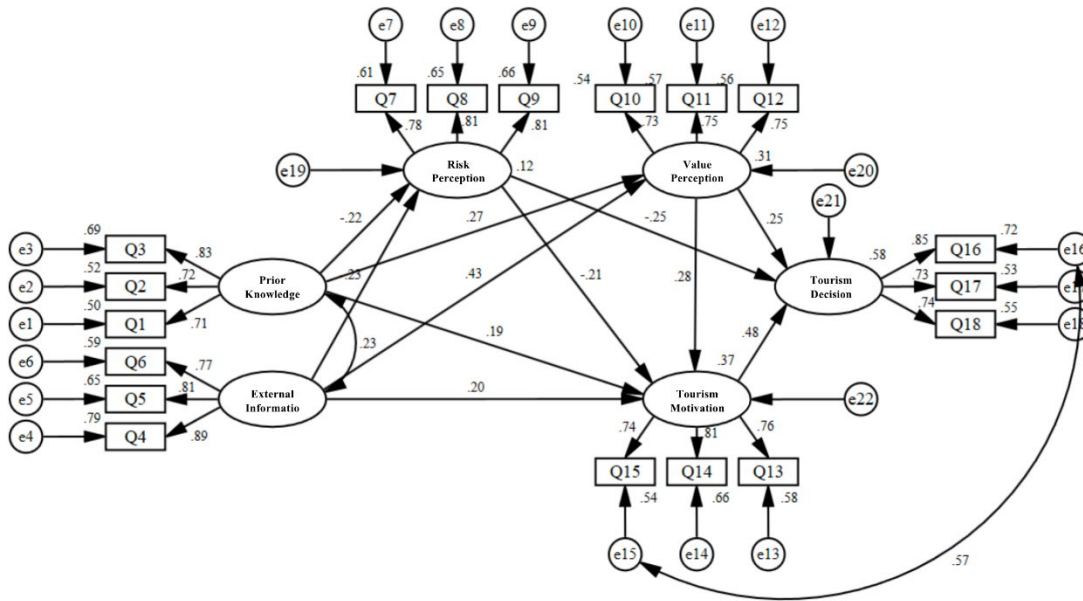 e7 e8 e9 e10 e11 e12
.61 .65 .66 .54 .57 .56
Q7 Q8 Q9 Q10 Q11 Q12
.78 .81 .81 .73 .75 .75
e19
Risk
Perception
.12
Value
Perception
.31
e20
e21
-.22 .27 -.25 .25
e3 .69 Q3 .83
e2 .52 Q2 .72
e1 .50 Q1 .71
Prior
Knowledge
.23 .43 -.21 .28
.58
Tourism
Decision
.85 Q16 .72 e16
.73 Q17 .53
.74 Q18 .55 e18
.23 .19 .48
e6 .59 Q6 .77
e5 .65 Q5 .81
e4 .79 Q4 .89
External
Informatio
.20
.37
Tourism
Motivation
e22
.74 .81 .76
Q15 Q14 Q13
.54 .66 .58
e15 e14 e13
.57